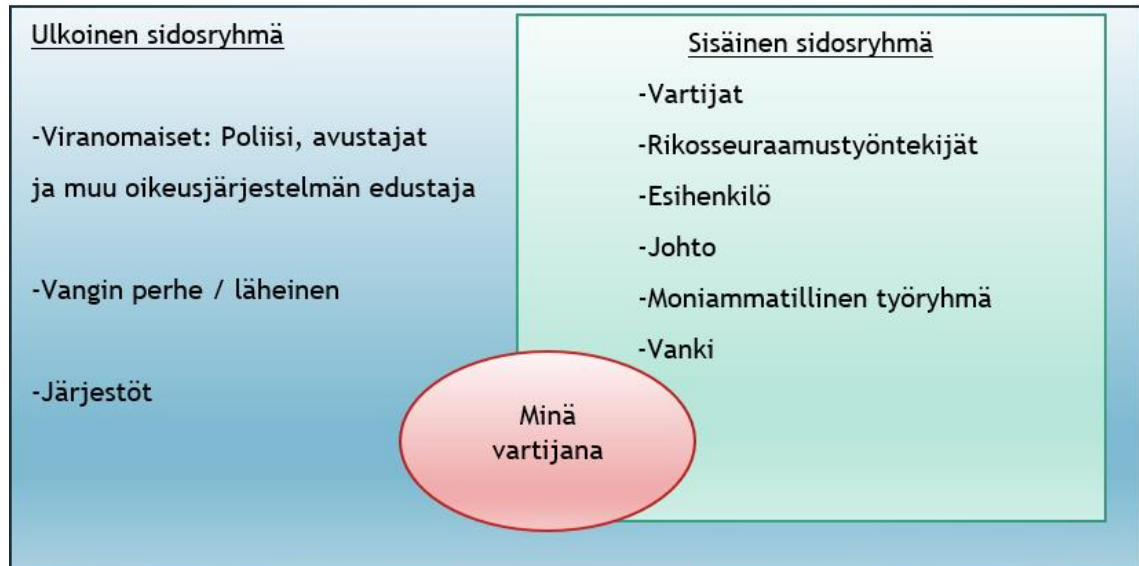 Ulkoinen sidosryhmä
-Viranomaiset: Poliisi, avustajat
ja muu oikeusjärjestelmän edustaja
-Vangin perhe / läheinen
-Järjestöt
Sisäinen sidosryhmä
-Vartijat
-Rikosseuraamustyöntekijät
-Esihenkilö
-Johto
-Moniammatillinen työryhmä
-Vanki
Minä
vartijana